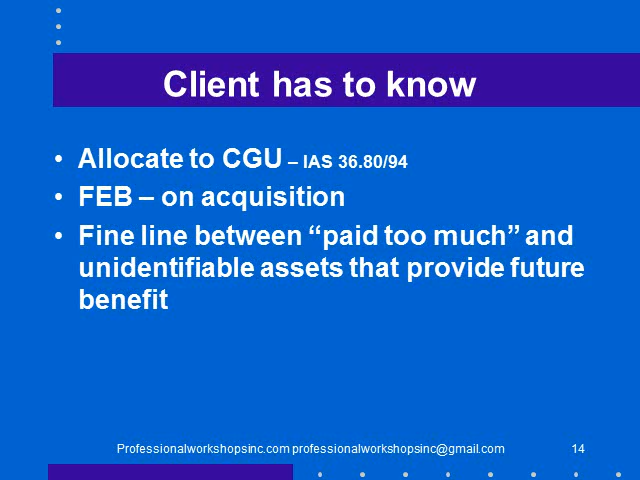 Client has to know
• Allocate to CGU – IAS 36.80/94
• FEB – on acquisition
• Fine line between “paid too much” and
unidentifiable assets that provide future
benefit
Professionalworkshopsinc.com professionalworkshopsinc@gmail.com 14